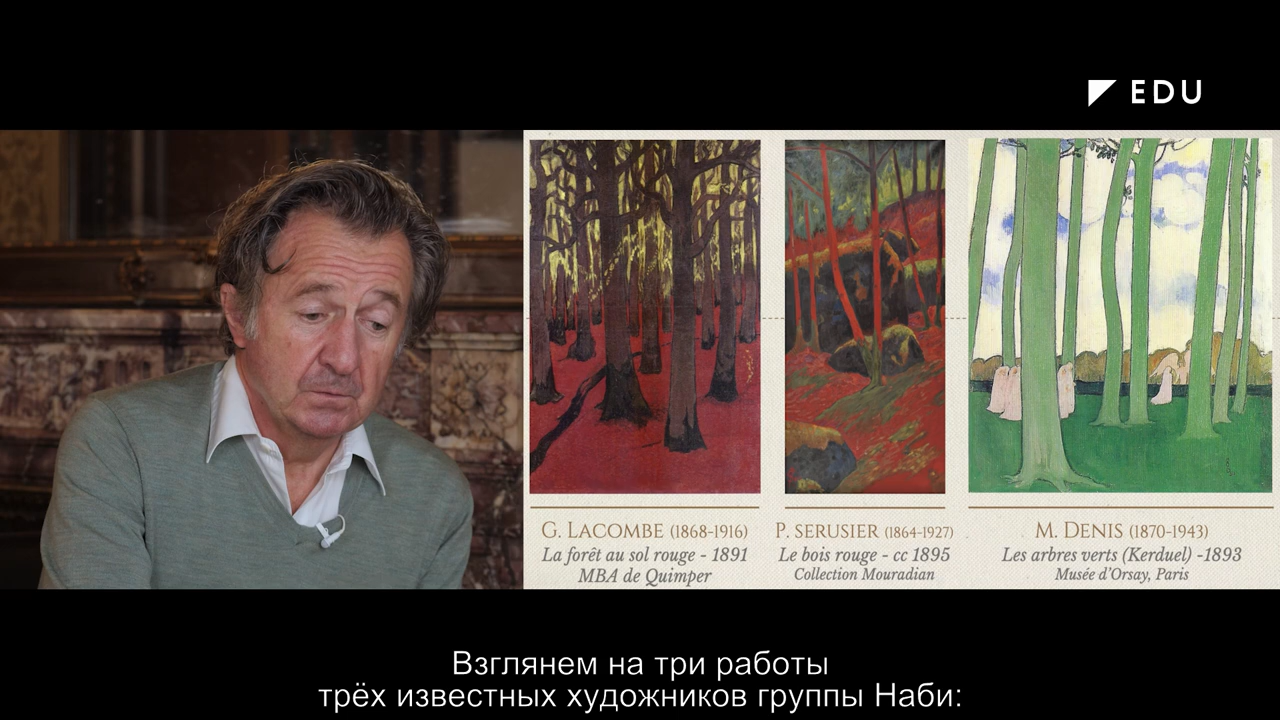 EDU
G. LACOMBE (1868-1916)
La forêt au sol rouge - 1891
MBA de Quimper
P. SERUSIER (1864-1927)
Le bois rouge - cc 1895
Collection Mouradian
M. DENIS (1870-1943)
Les arbres verts (Kerduel) -1893
Musée d'Orsay, Paris
Взглянем на три работы
трёх известных художников группы Наби: